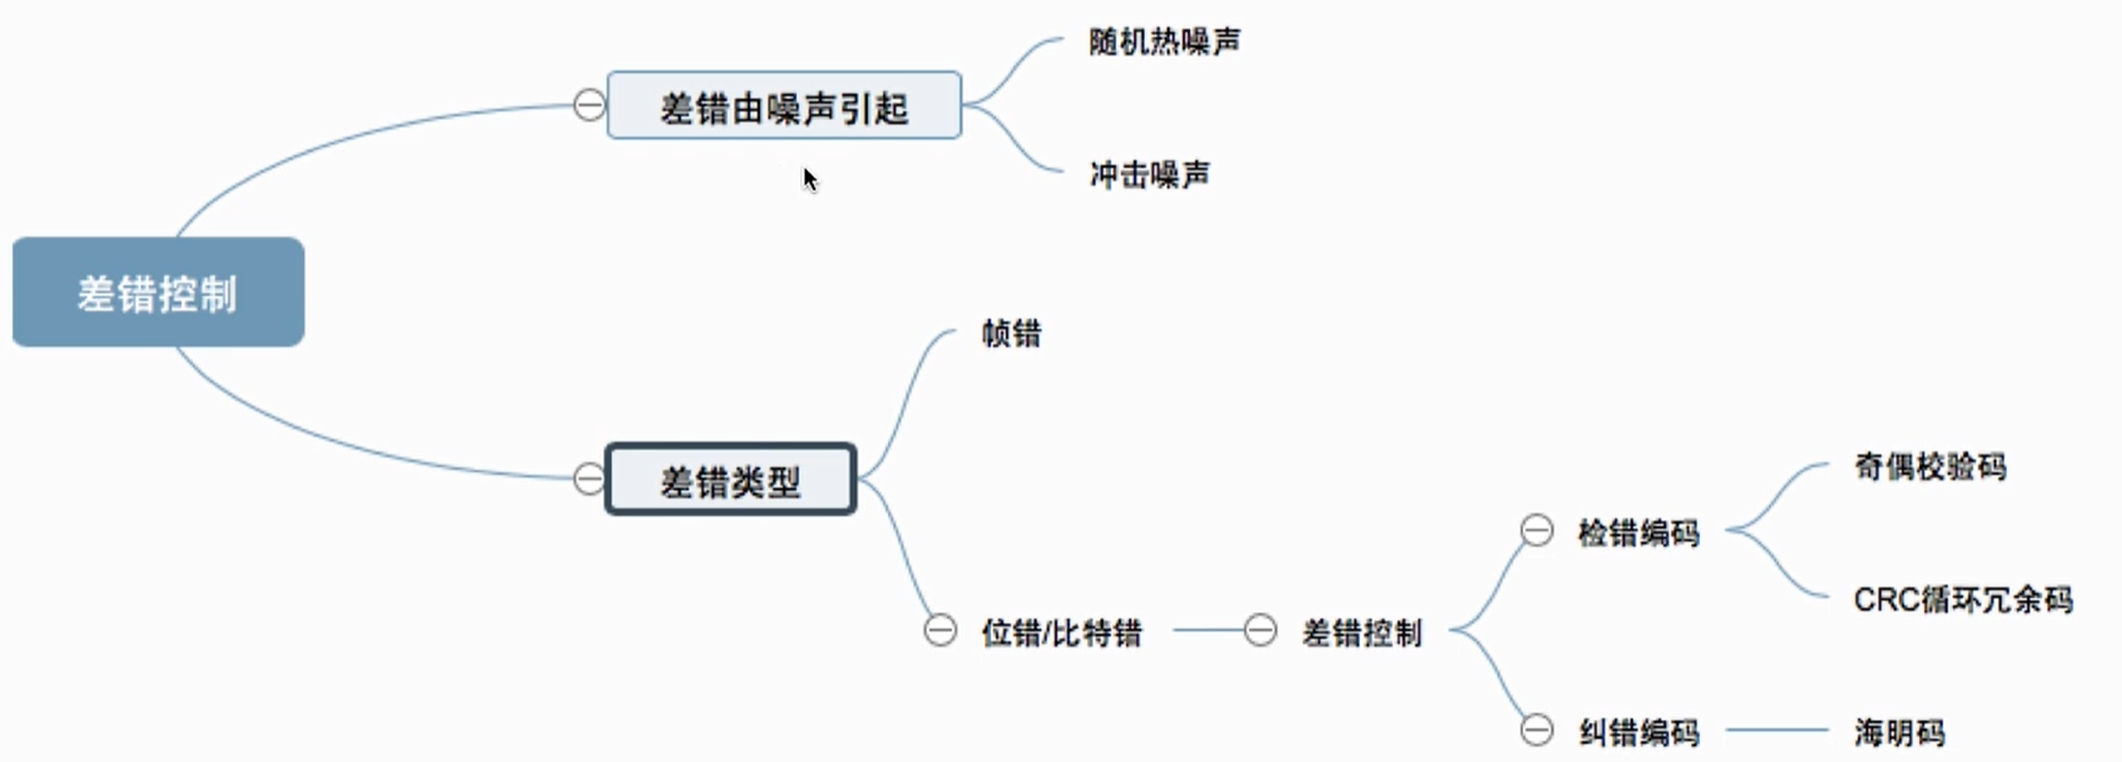 差错控制
差错由噪声引起
随机热噪声
冲击噪声
差错类型
帧错
位错/比特错
差错控制
检错编码
奇偶校验码
CRC循环冗余码
纠错编码
海明码